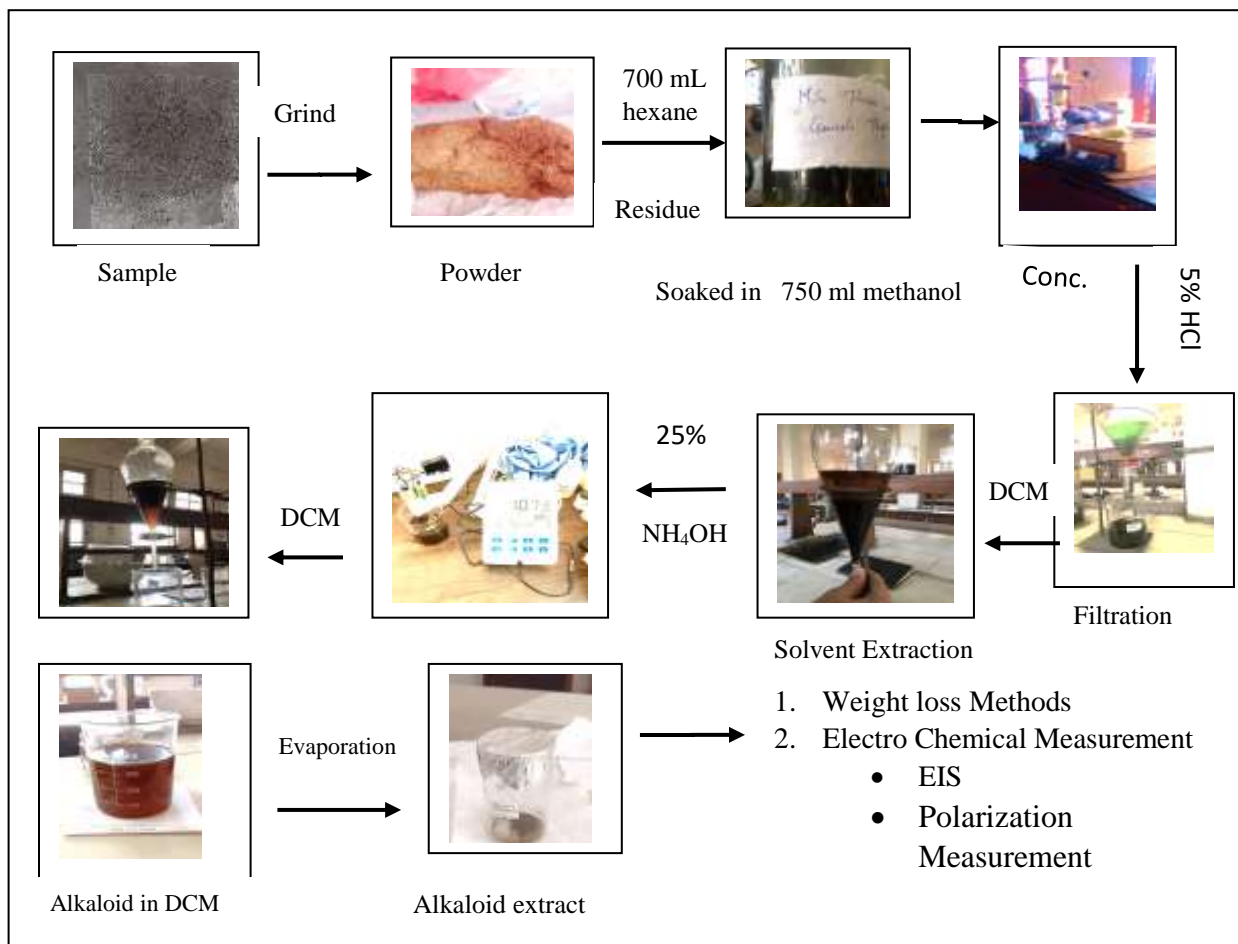 Grind
700 mL
hexane
Residue
Sample
Powder
Soaked in 750 ml methanol
Conc.
5% HCl
25%
NH₄OH
DCM
DCM
Filtration
Solvent Extraction
Alkaloid in DCM
Evaporation
Alkaloid extract
1. Weight loss Methods
2. Electro Chemical Measurement
• EIS
• Polarization
Measurement